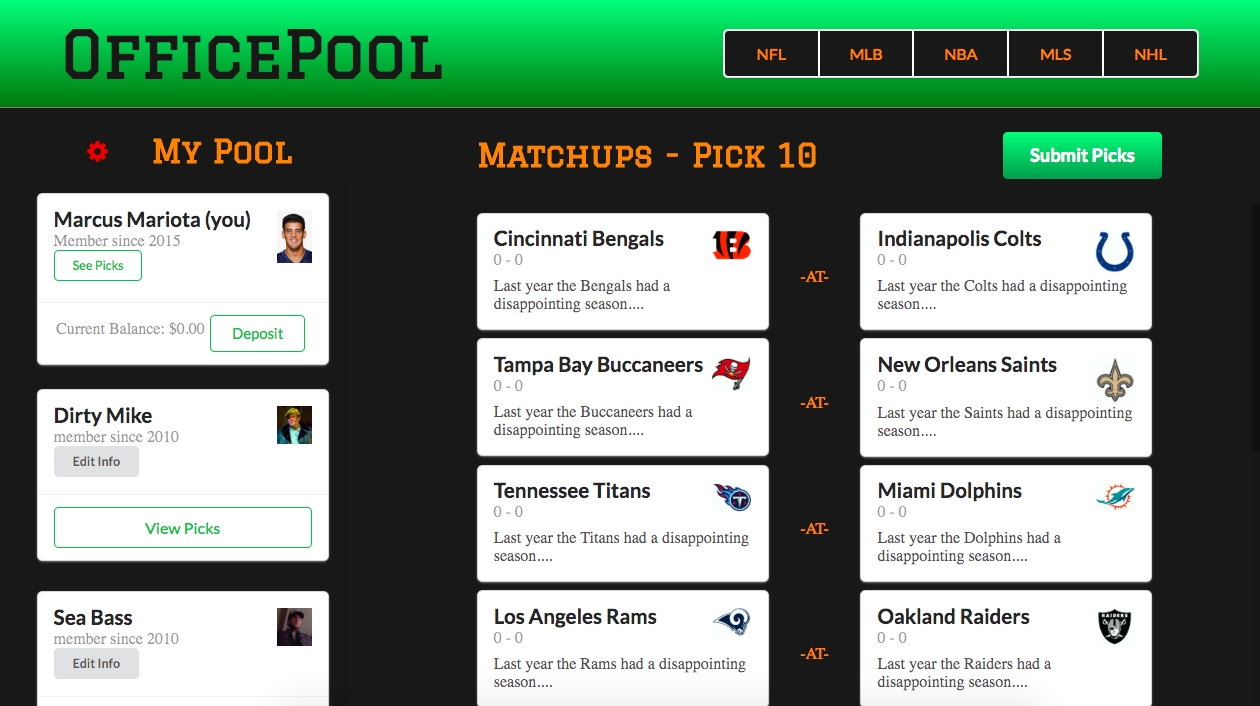 OfficePool
NFL
MLB
NBA
MLS
NHL
My Pool
Marcus Mariota (you)
Member since 2015
See Picks
Current Balance: $0.00
Deposit
Dirty Mike
member since 2010
Edit Info
View Picks
Sea Bass
member since 2010
Edit Info
Matchups - Pick 10
Submit Picks
Cincinnati Bengals
0 - 0
Last year the Bengals had a
disappointing season....
-AT-
Indianapolis Colts
0 - 0
Last year the Colts had a disappointing
season....
Tampa Bay Buccaneers
0 - 0
Last year the Buccaneers had a
disappointing season....
-AT-
New Orleans Saints
0 - 0
Last year the Saints had a disappointing
season....
Tennessee Titans
0 - 0
Last year the Titans had a disappointing
season....
-AT-
Miami Dolphins
0 - 0
Last year the Dolphins had a
disappointing season....
Los Angeles Rams
0 - 0
Last year the Rams had a disappointing
season....
-AT-
Oakland Raiders
0 - 0
RAIDERS
Last year the Raiders had a
disappointing season....